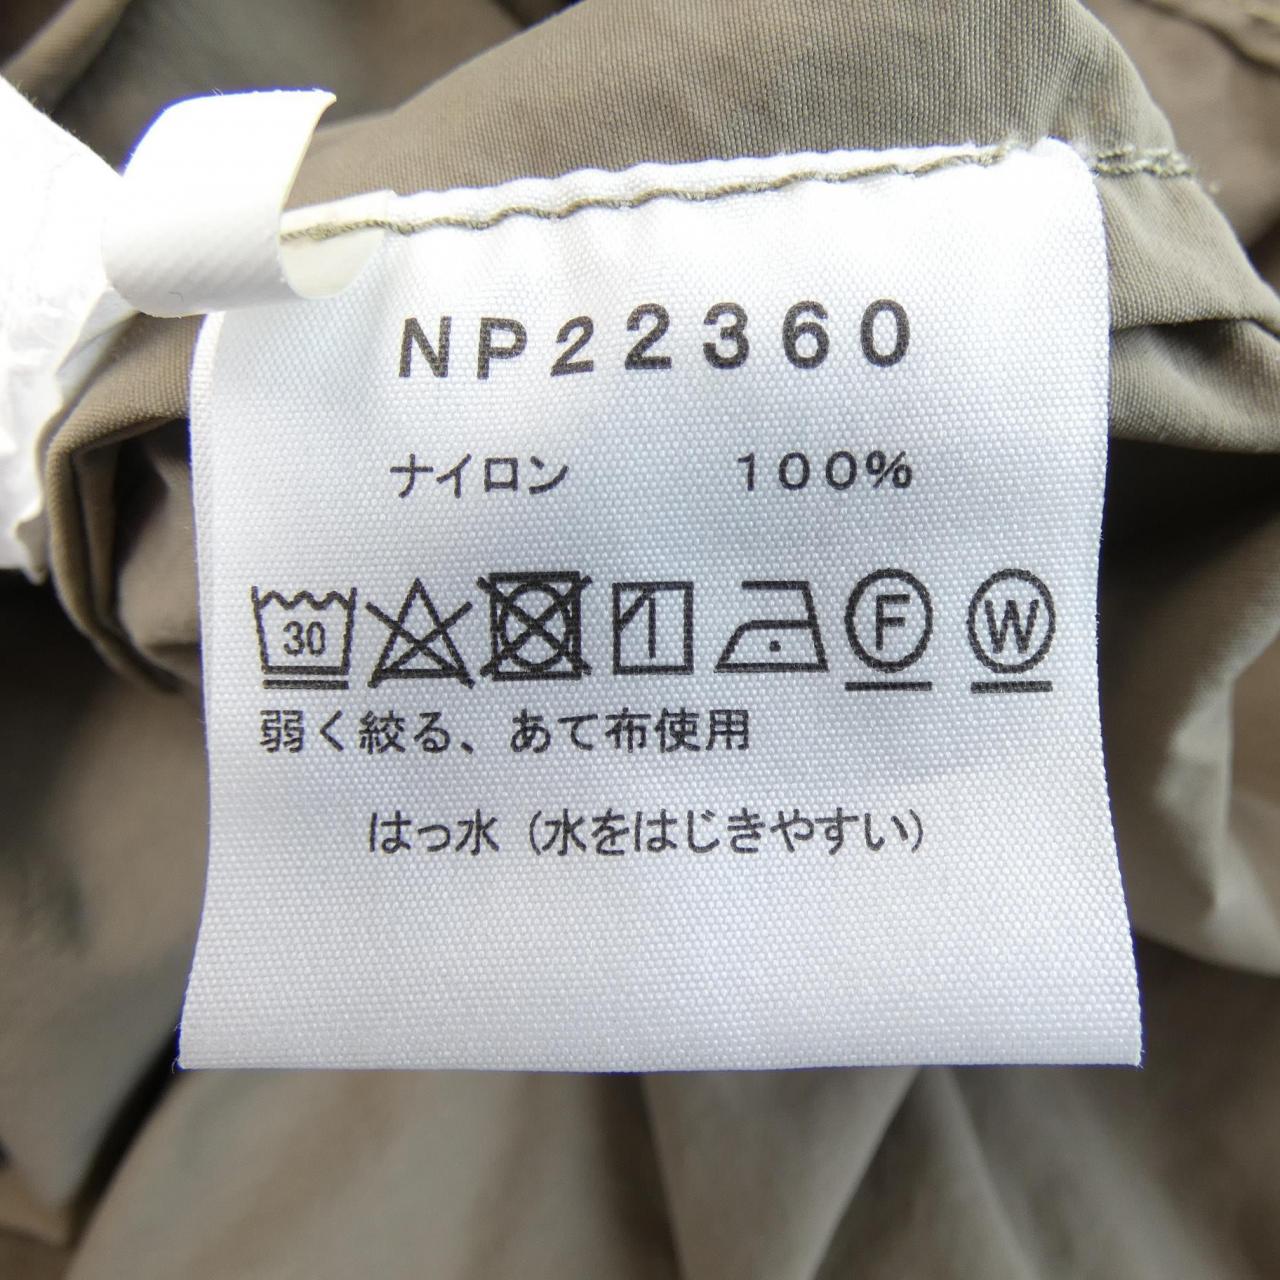 NP22360
ナイロン 100%
30 F W
弱く絞る、あて布使用
はっ水（水をはじきやすい）